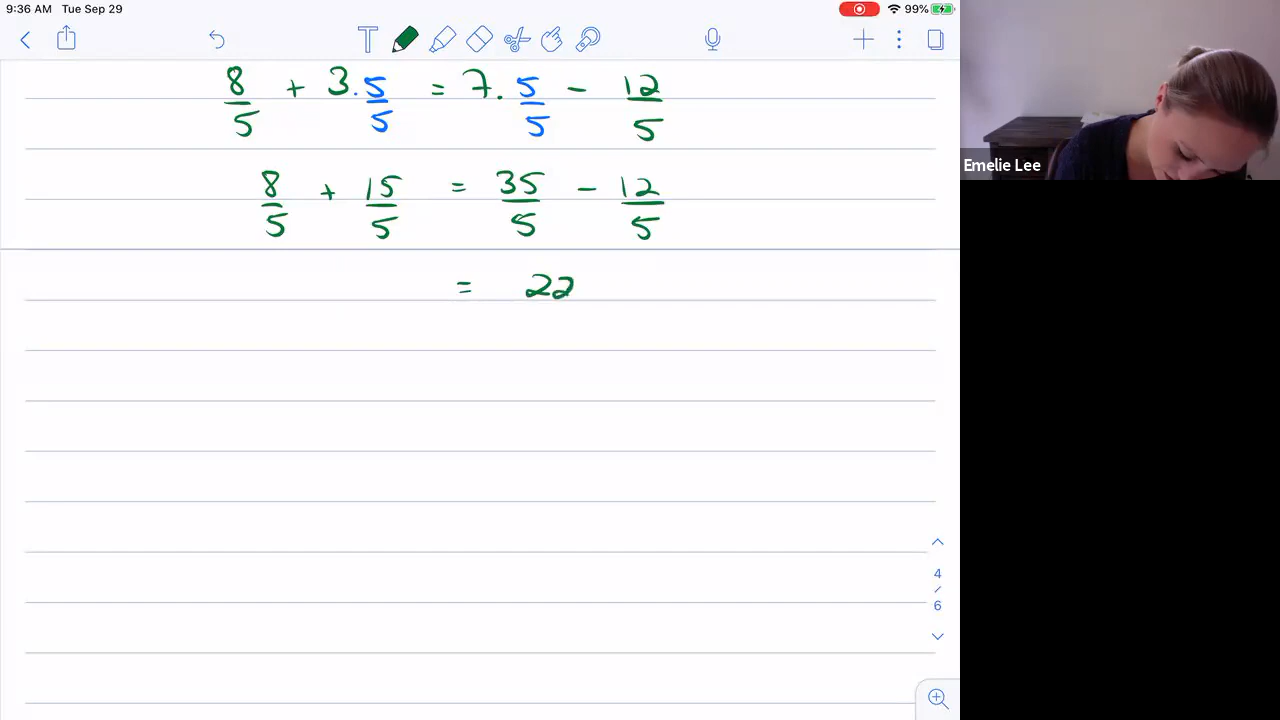 9:36 AM Tue Sep 29 99%
T
8/5 + 3 · 5/5 = 7 · 5/5 - 12/5
8/5 + 15/5 = 35/5 - 12/5
= 22
4
/
6
Emelie Lee